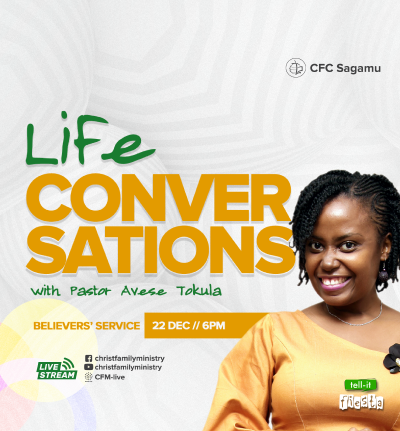 CFC Sagamu
Life
CONVER
SATIONS
with Pastor Avese Tokula
BELIEVERS' SERVICE 22 DEC // 6PM
LIVE
STREAM
christfamilyministry
christfamilyministry
CFM-live
tell-it
fiesta